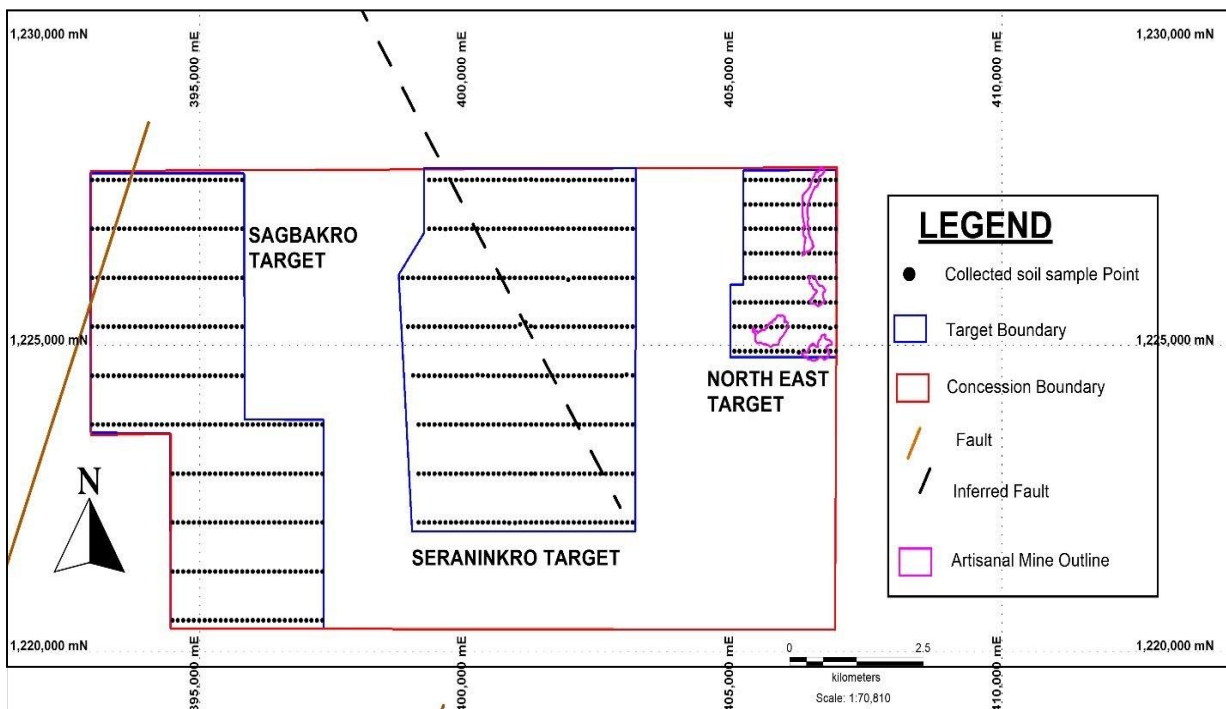 1,230,000 mN
395,000 mE
400,000 mE
405,000 mE
410,000 mE
1,230,000 mN
SAGBAKRO
TARGET
LEGEND
Collected soil sample Point
Target Boundary
Concession Boundary
Fault
Inferred Fault
Artisanal Mine Outline
1,225,000 mN
1,225,000 mN
NORTH EAST
TARGET
N
SERANINKRO TARGET
1,220,000 mN
1,220,000 mN
395,000 mE
400,000 mE
405,000 mE
410,000 mE
0 2.5
kilometers
Scale: 1:70,810